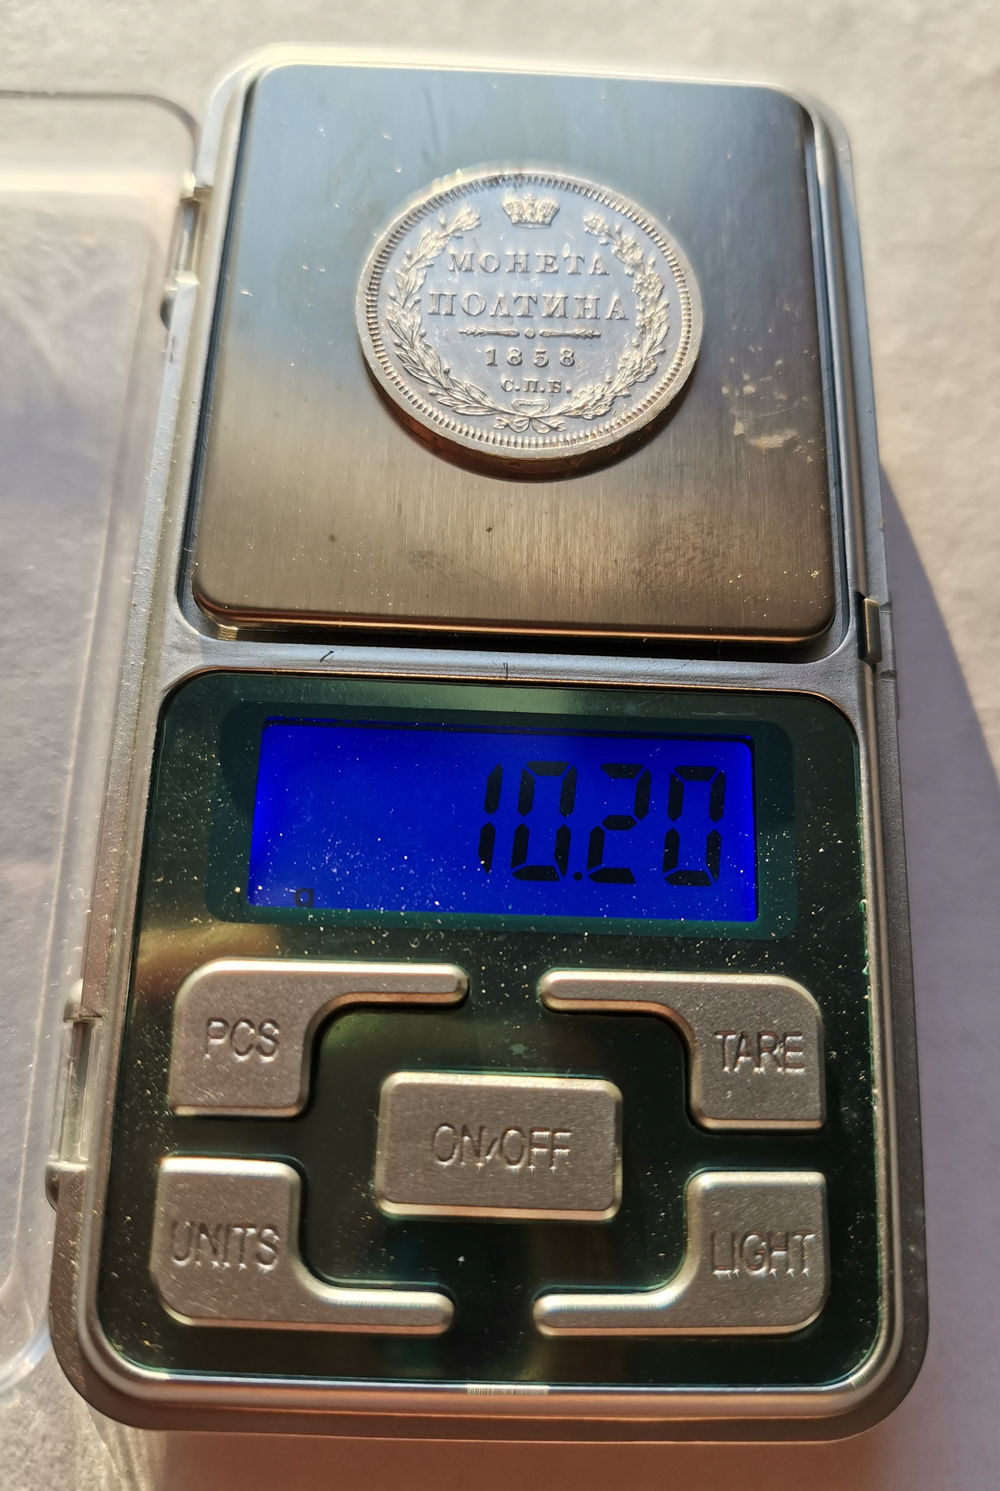 МОНЕТА
ПОЛТИНА
1858
С.П.Б.
10.20
g
PCS
TARE
ON/OFF
UNITS
LIGHT